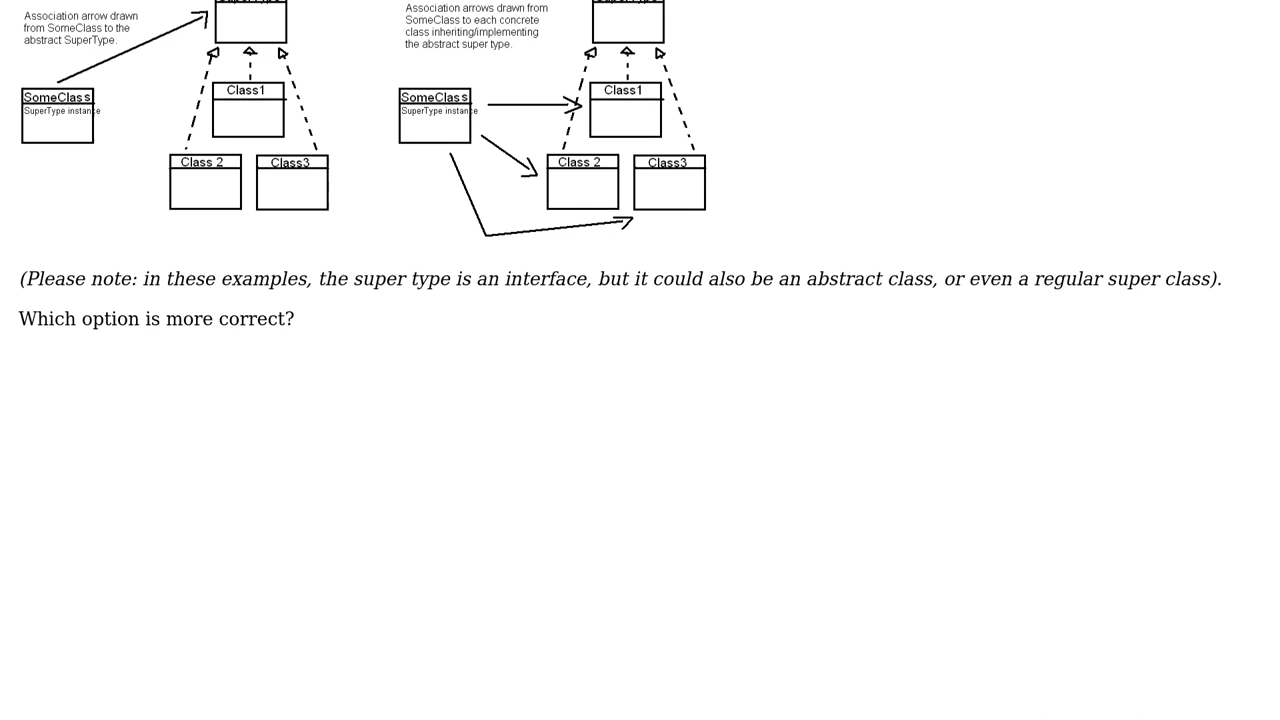 Association arrow drawn
from SomeClass to the
abstract SuperType.
SomeClass
SuperType instance
Class1
Class 2
Class3
Association arrows drawn from
SomeClass to each concrete
class inheriting/implementing
the abstract super type.
SomeClass
SuperType instance
Class1
Class 2
Class3
(Please note: in these examples, the super type is an interface, but it could also be an abstract class, or even a regular super class).
Which option is more correct?